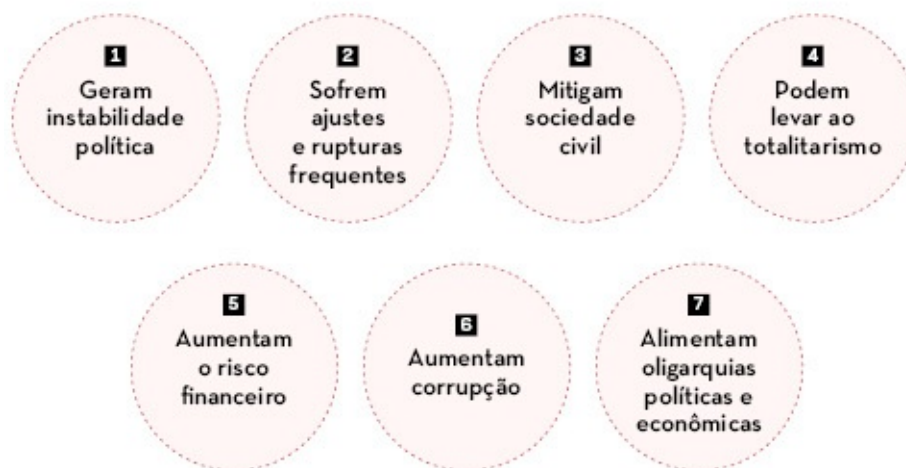 1
Geram
instabilidade
política
2
Sofrem
ajustes
e rupturas
frequentes
3
Mitigam
sociedade
civil
4
Podem
levar ao
totalitarismo
5
Aumentam
o risco
financeiro
6
Aumentam
corrupção
7
Alimentam
oligarquias
políticas e
econômicas